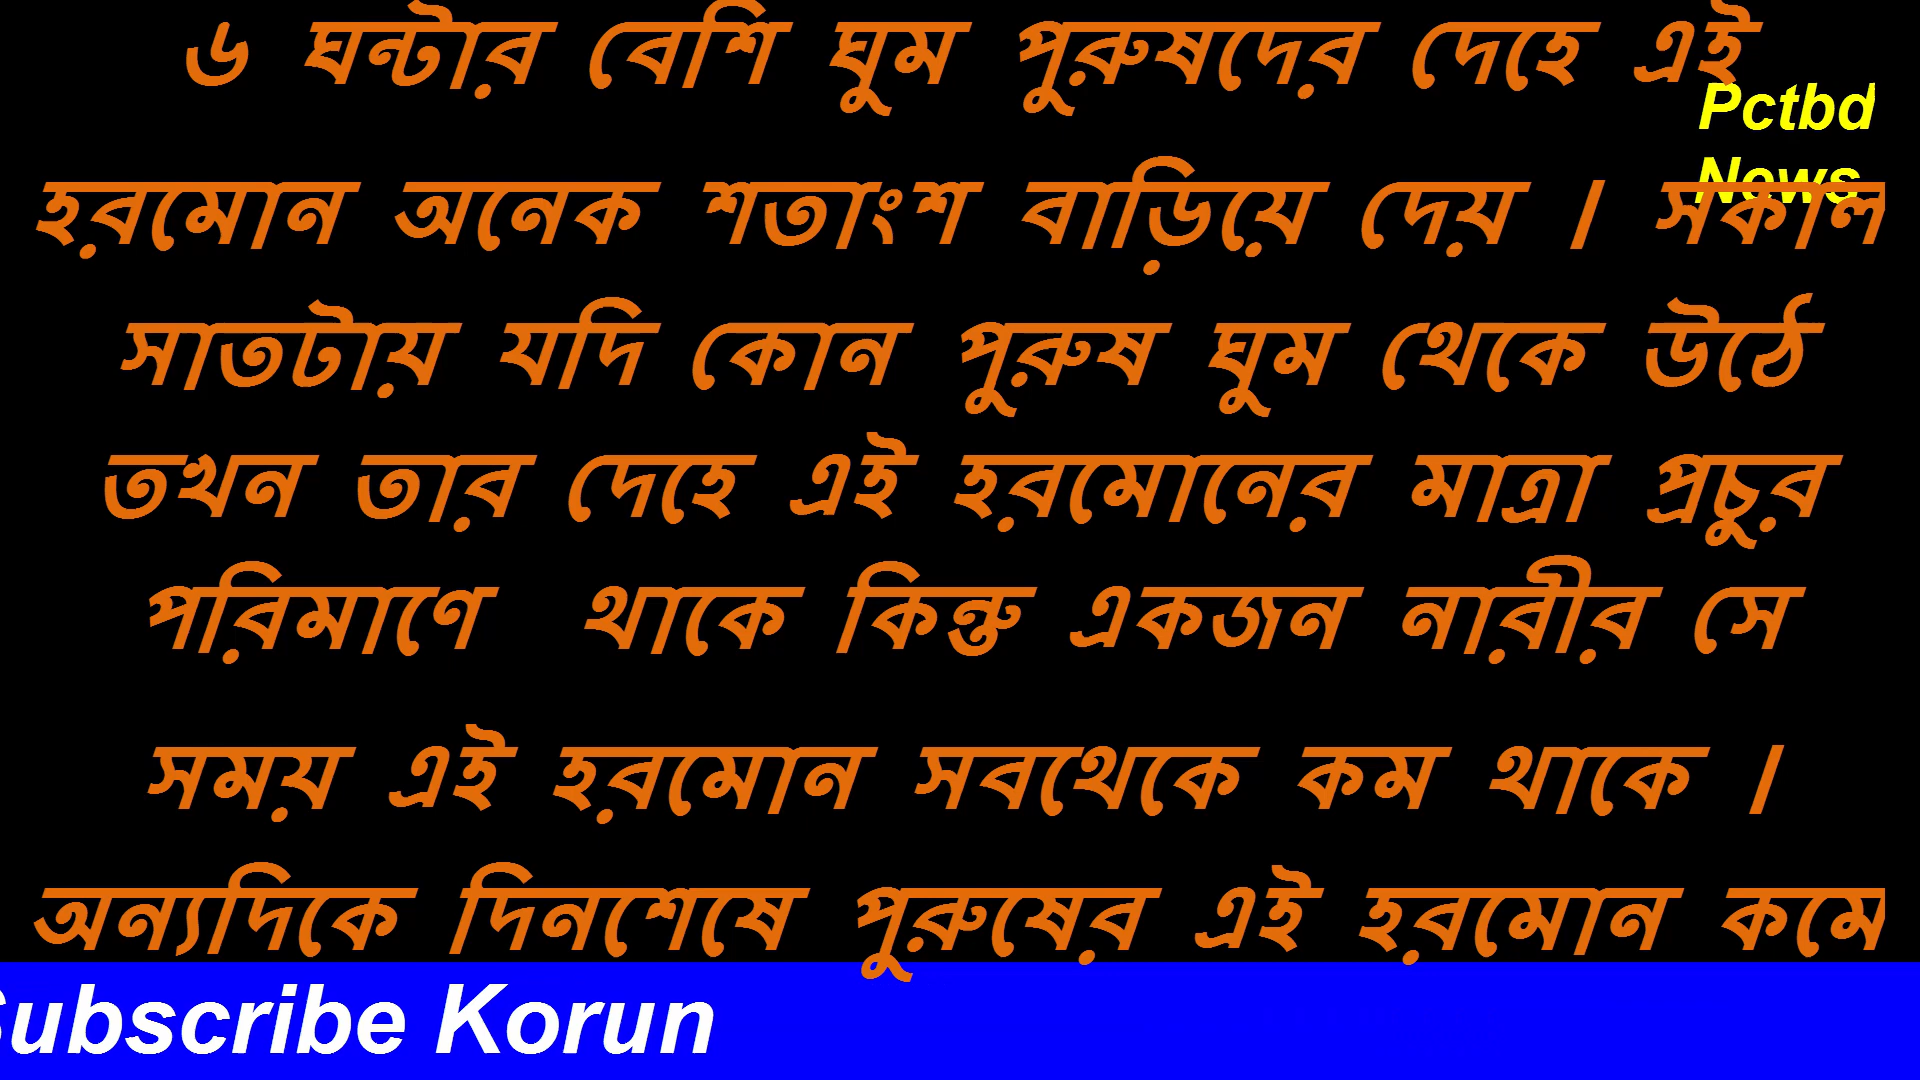 ৬ ঘন্টার বেশি ঘুম পুরুষদের দেহে এই
Pctbd
News
হরমোন অনেক শতাংশ বাড়িয়ে দেয় । সকাল
সাতটায় যদি কোন পুরুষ ঘুম থেকে উঠে
তখন তার দেহে এই হরমোনের মাত্রা প্রচুর
পরিমাণে থাকে কিন্তু একজন নারীর সে
সময় এই হরমোন সবথেকে কম থাকে ।
অন্যদিকে দিনশেষে পুরুষের এই হরমোন কমে
Subscribe Korun